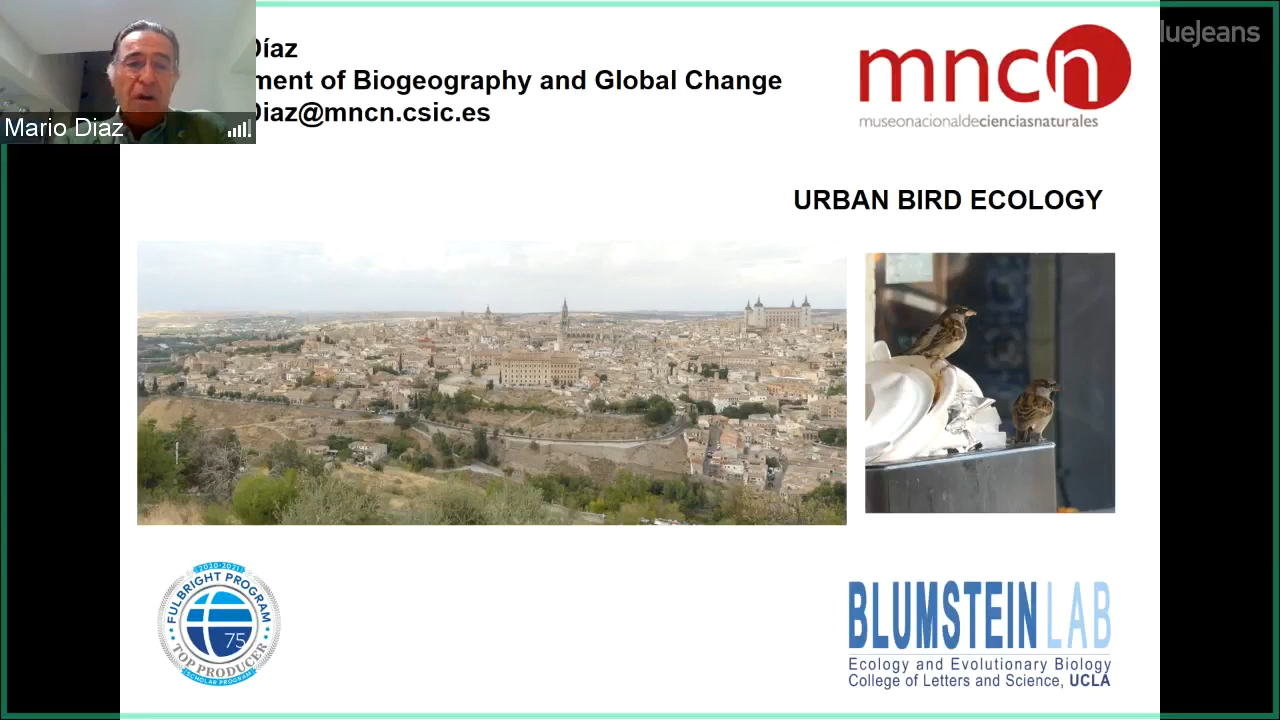 Díaz
ment of Biogeography and Global Change
Diaz@mncn.csic.es
Mario Diaz
lueJeans
mncn
museonacionaldecienciasnaturales
URBAN BIRD ECOLOGY
2020-2021
FULBRIGHT PROGRAM
75
TOP PRODUCER
SCHOLAR PROGRAM
BLUMSTEIN LAB
Ecology and Evolutionary Biology
College of Letters and Science, UCLA